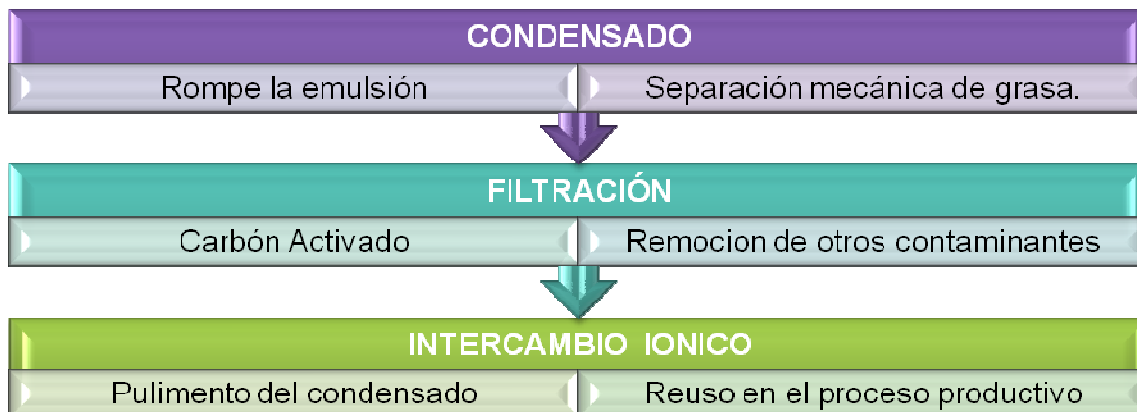 CONDENSADO
Rompe la emulsión
Separación mecánica de grasa.
FILTRACIÓN
Carbón Activado
Remocion de otros contaminantes
INTERCAMBIO IONICO
Pulimento del condensado
Reuso en el proceso productivo